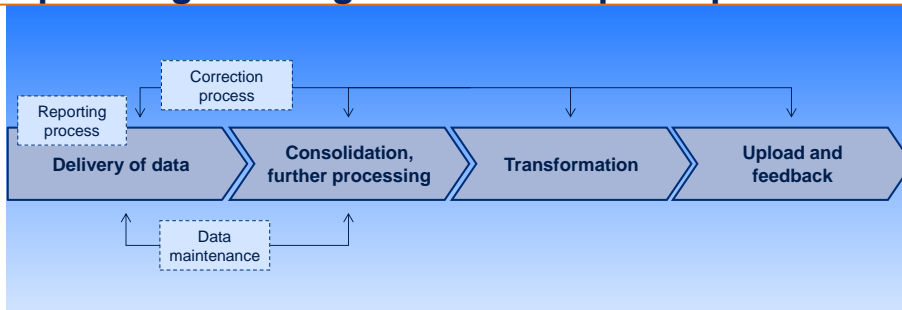 Correction
process
Reporting
process
Delivery of data
Consolidation,
further processing
Transformation
Upload and
feedback
Data
maintenance